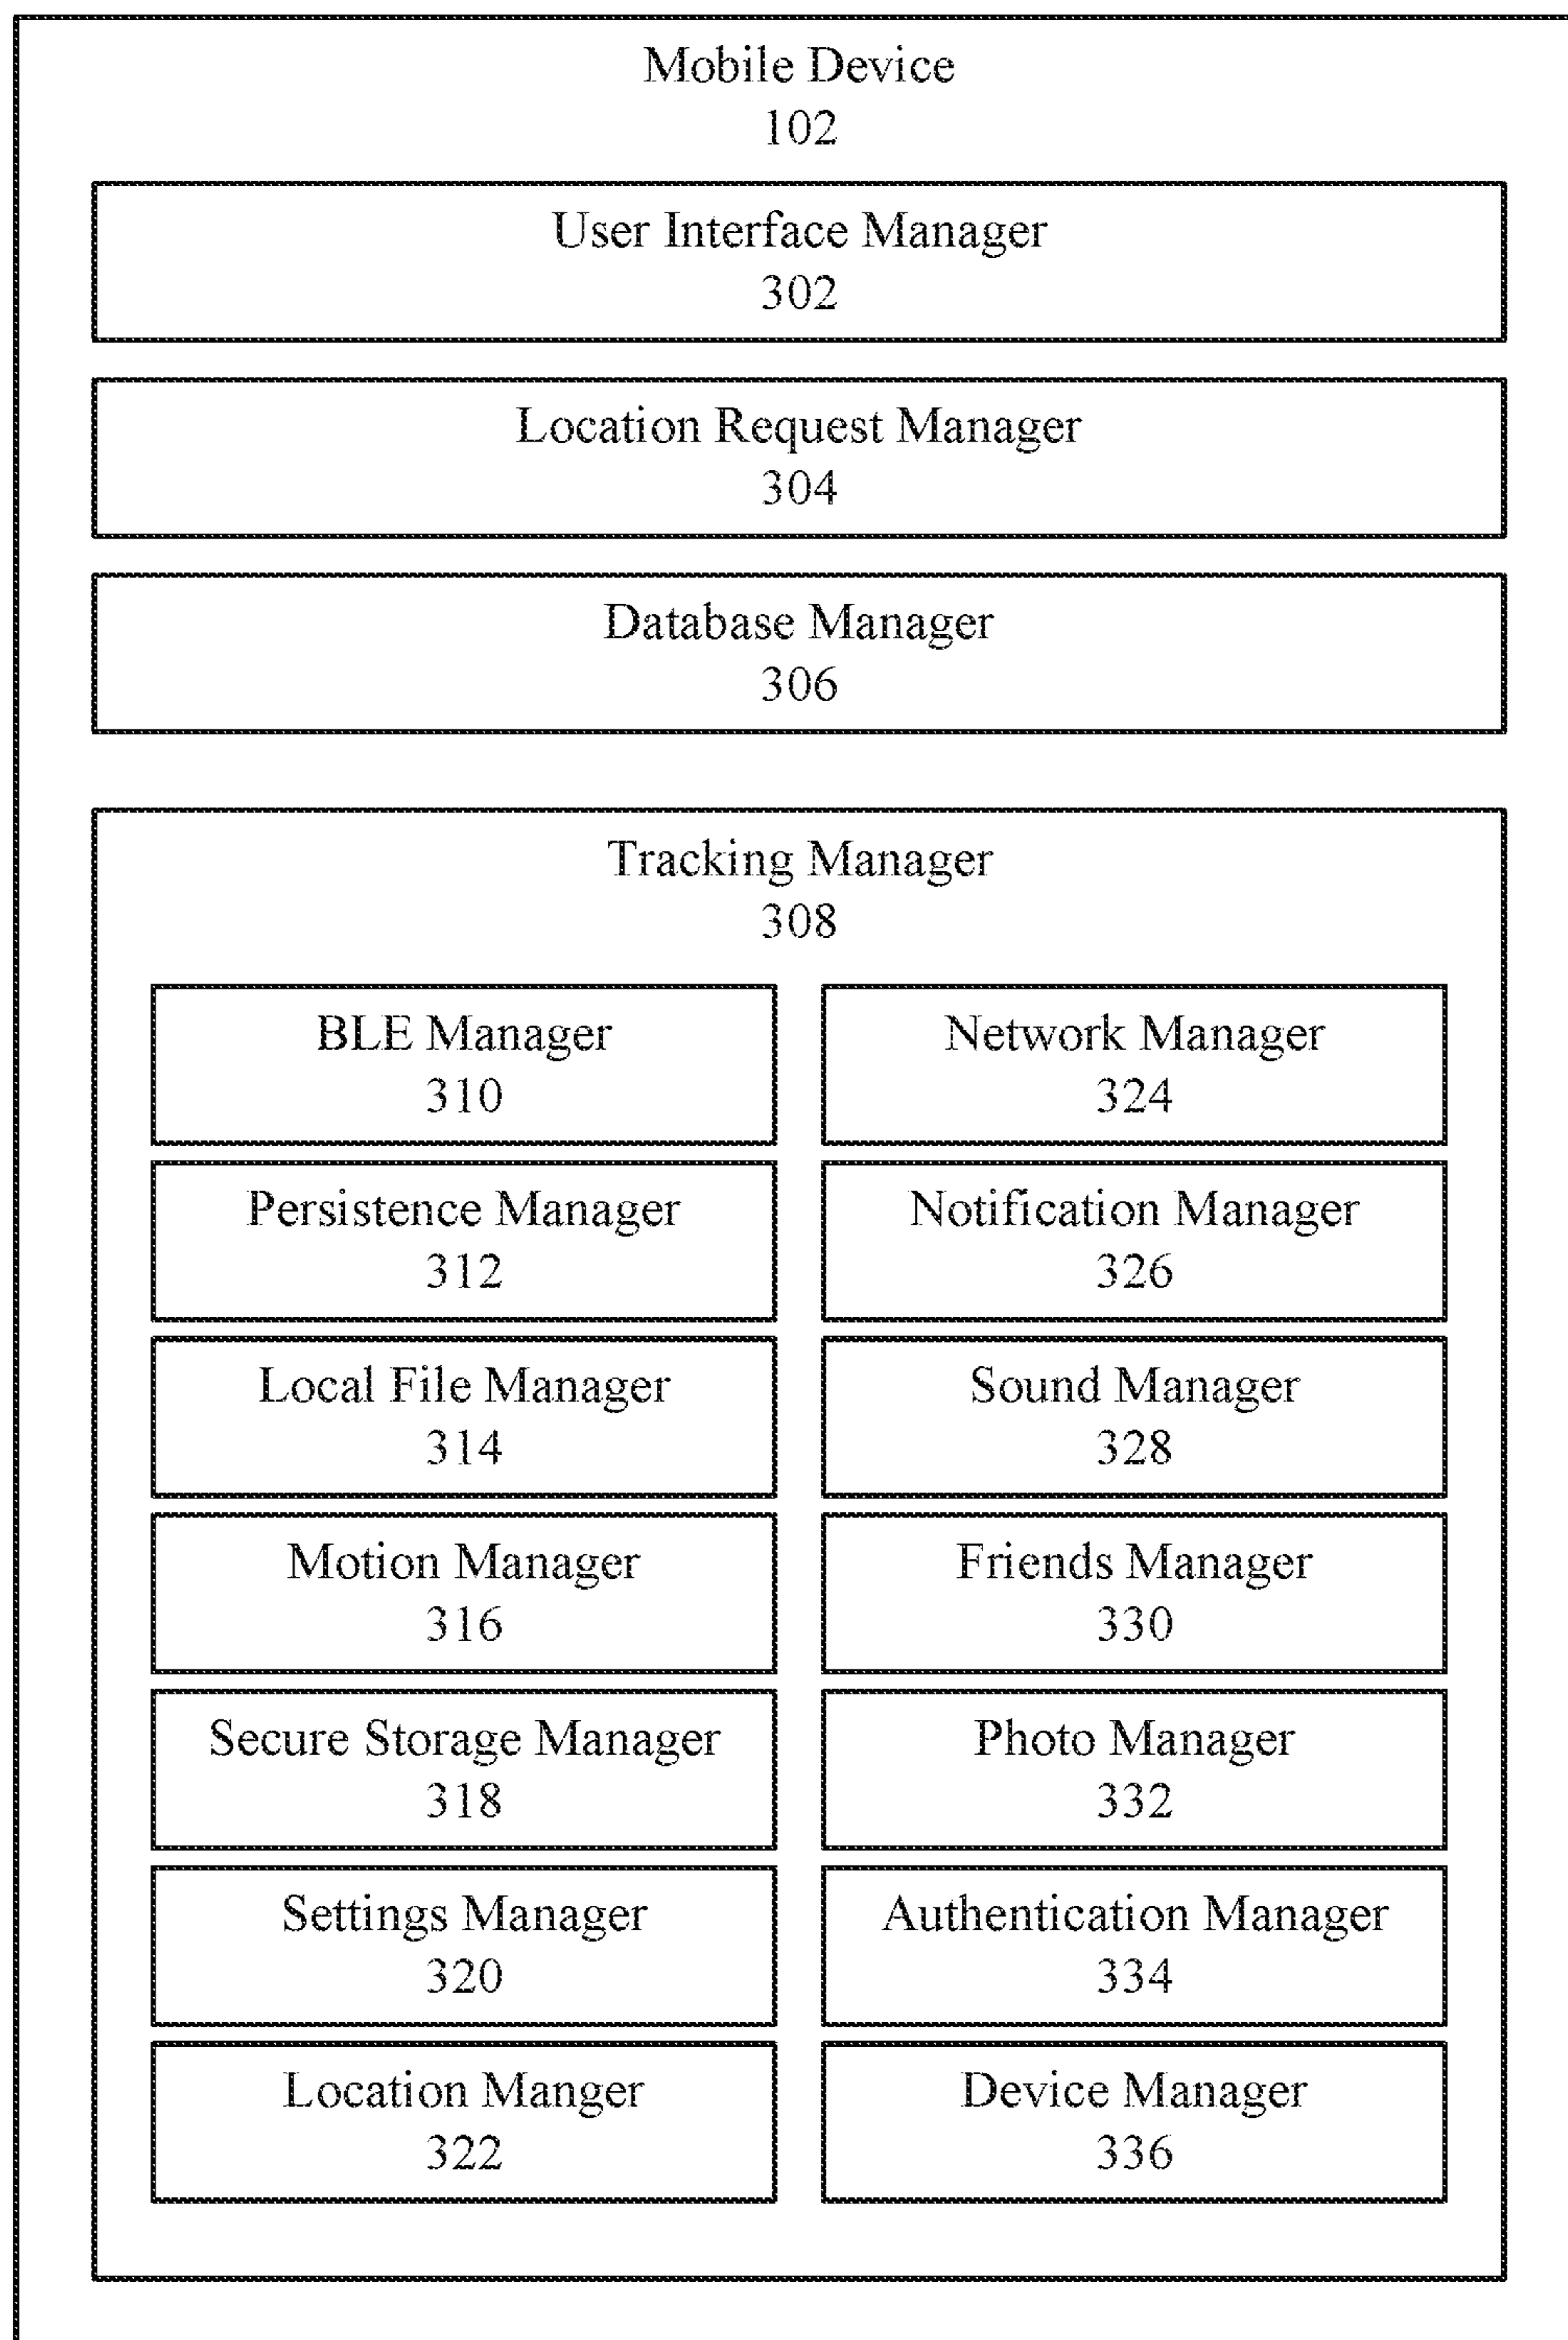 Mobile Device
102
User Interface Manager
302
Location Request Manager
304
Database Manager
306
Tracking Manager
308
BLE Manager
310
Network Manager
324
Persistence Manager
312
Notification Manager
326
Local File Manager
314
Sound Manager
328
Motion Manager
316
Friends Manager
330
Secure Storage Manager
318
Photo Manager
332
Settings Manager
320
Authentication Manager
334
Location Manger
322
Device Manager
336